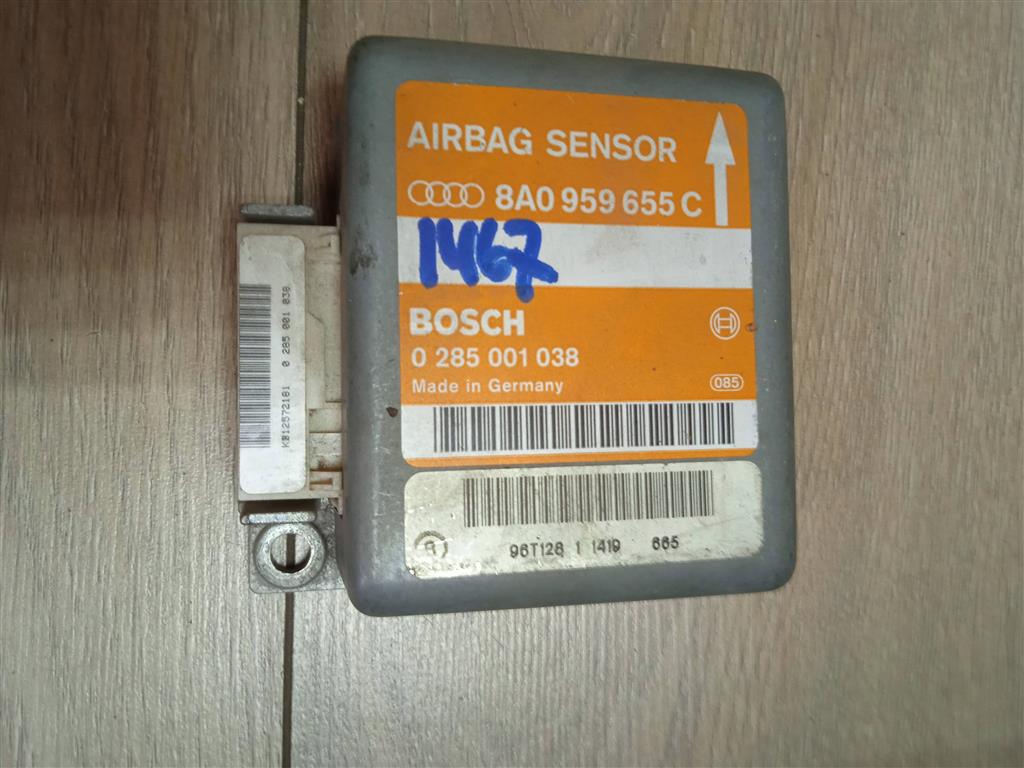 AIRBAG SENSOR
8A0 959 655 C
1467
BOSCH
0 285 001 038
Made in Germany
085
96T128 1 1419 665
KB12572181 0 285 001 038